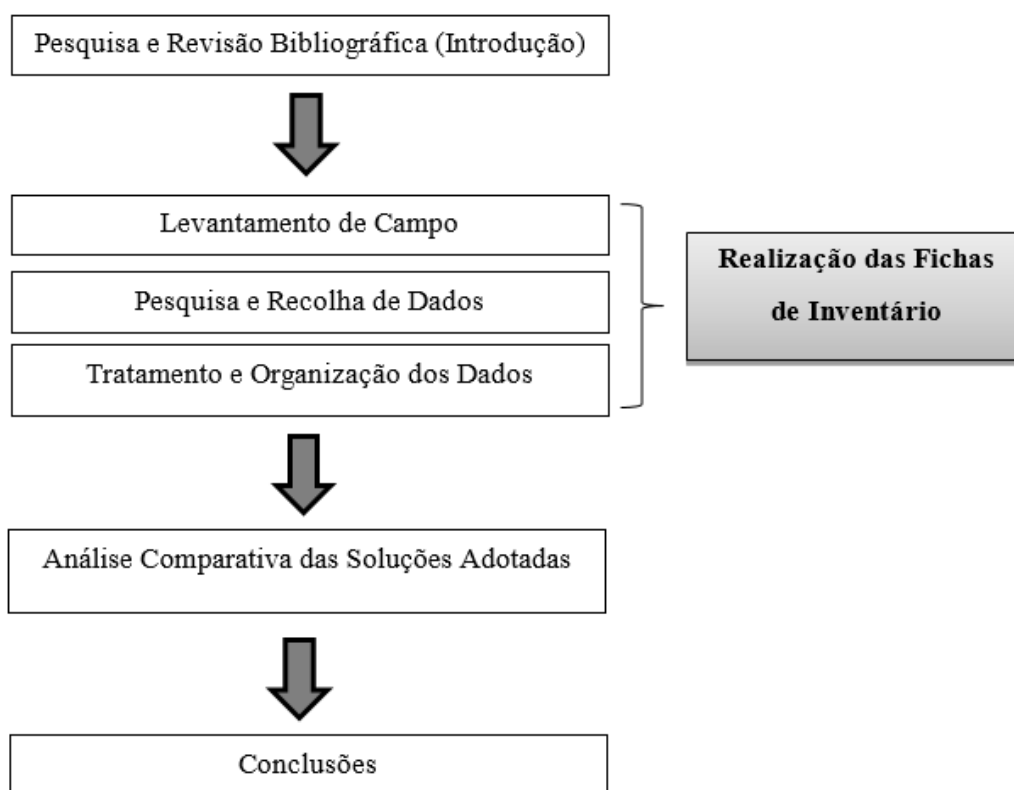 Pesquisa e Revisão Bibliográfica (Introdução)
Levantamento de Campo
Pesquisa e Recolha de Dados
Tratamento e Organização dos Dados
Realização das Fichas
de Inventário
Análise Comparativa das Soluções Adotadas
Conclusões